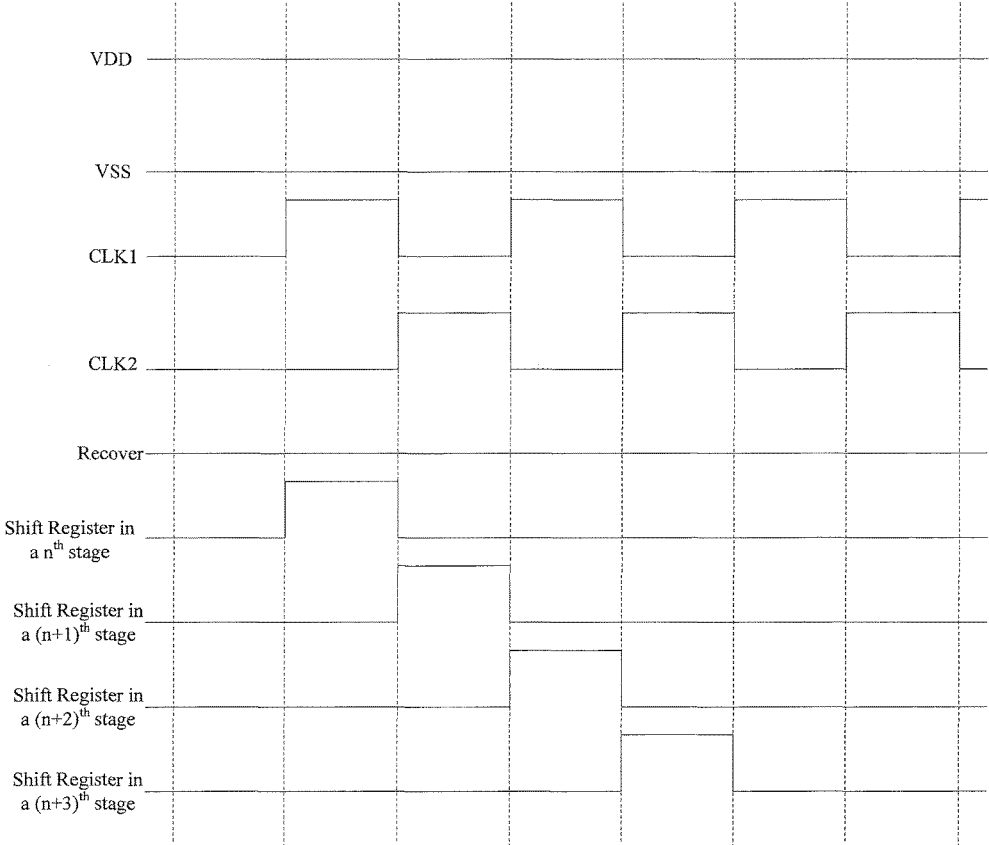 VDD
VSS
CLK1
CLK2
Recover
Shift Register in
a nth stage
Shift Register in
a (n+1)th stage
Shift Register in
a (n+2)th stage
Shift Register in
a (n+3)th stage